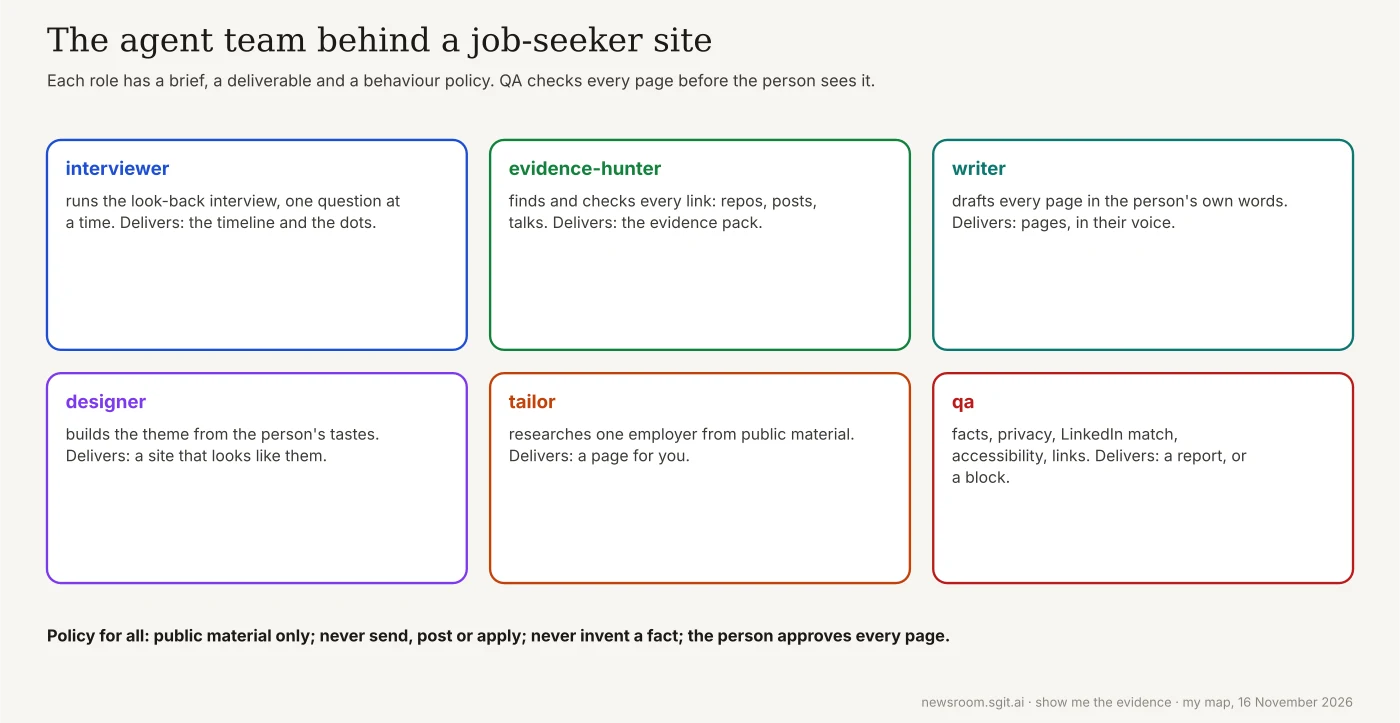 The agent team behind a job-seeker site
Each role has a brief, a deliverable and a behaviour policy. QA checks every page before the person sees it.
interviewer
runs the look-back interview, one question at
a time. Delivers: the timeline and the dots.
evidence-hunter
finds and checks every link: repos, posts,
talks. Delivers: the evidence pack.
writer
drafts every page in the person's own words.
Delivers: pages, in their voice.
designer
builds the theme from the person's tastes.
Delivers: a site that looks like them.
tailor
researches one employer from public material.
Delivers: a page for you.
qa
facts, privacy, LinkedIn match,
accessibility, links. Delivers: a report, or
a block.
Policy for all: public material only; never send, post or apply; never invent a fact; the person approves every page.
newsroom.sgit.ai · show me the evidence · my map, 16 November 2026